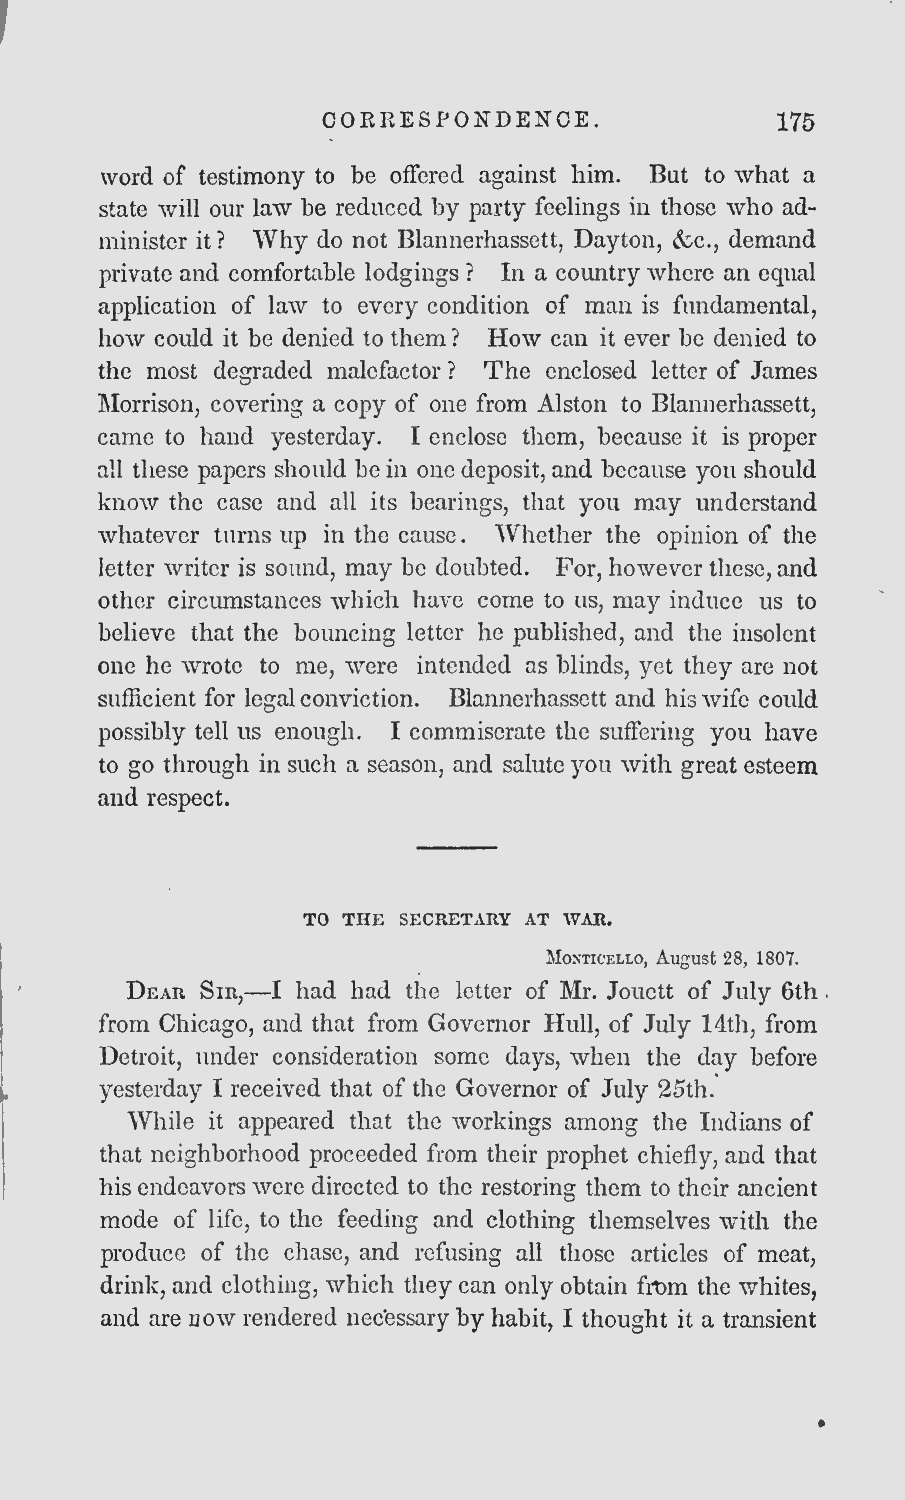 CORRESPONDENCE. 175
word of testimony to be offered against him. But to what a
state will our law be reduced by party feelings in those who ad-
minister it? Why do not Blannerhassett, Dayton, &c., demand
private and comfortable lodgings? In a country where an equal
application of law to every condition of man is fundamental,
how could it be denied to them? How can it ever be denied to
the most degraded malefactor? The enclosed letter of James
Morrison, covering a copy of one from Alston to Blannerhassett,
came to hand yesterday. I enclose them, because it is proper
all these papers should be in one deposit, and because you should
know the case and all its bearings, that you may understand
whatever turns up in the cause. Whether the opinion of the
letter writer is sound, may be doubted. For, however these, and
other circumstances which have come to us, may induce us to
believe that the bouncing letter he published, and the insolent
one he wrote to me, were intended as blinds, yet they are not
sufficient for legal conviction. Blannerhassett and his wife could
possibly tell us enough. I commiserate the suffering you have
to go through in such a season, and salute you with great esteem
and respect.
TO THE SECRETARY AT WAR.
MONTICELLO, August 28, 1807.
DEAR SIR,—I had had the letter of Mr. Jouett of July 6th
from Chicago, and that from Governor Hull, of July 14th, from
Detroit, under consideration some days, when the day before
yesterday I received that of the Governor of July 25th.
While it appeared that the workings among the Indians of
that neighborhood proceeded from their prophet chiefly, and that
his endeavors were directed to the restoring them to their ancient
mode of life, to the feeding and clothing themselves with the
produce of the chase, and refusing all those articles of meat,
drink, and clothing, which they can only obtain from the whites,
and are now rendered necessary by habit, I thought it a transient